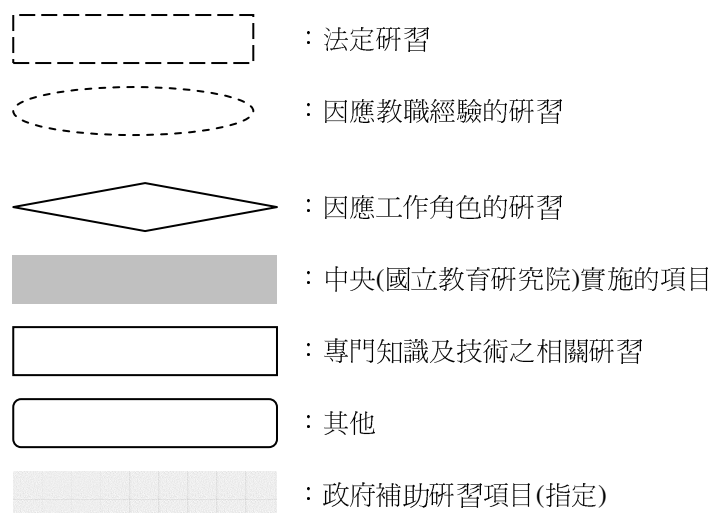 ：法定研習
：因應教職經驗的研習
：因應工作角色的研習
：中央(國立教育研究院)實施的項目
：專門知識及技術之相關研習
：其他
：政府補助研習項目(指定)